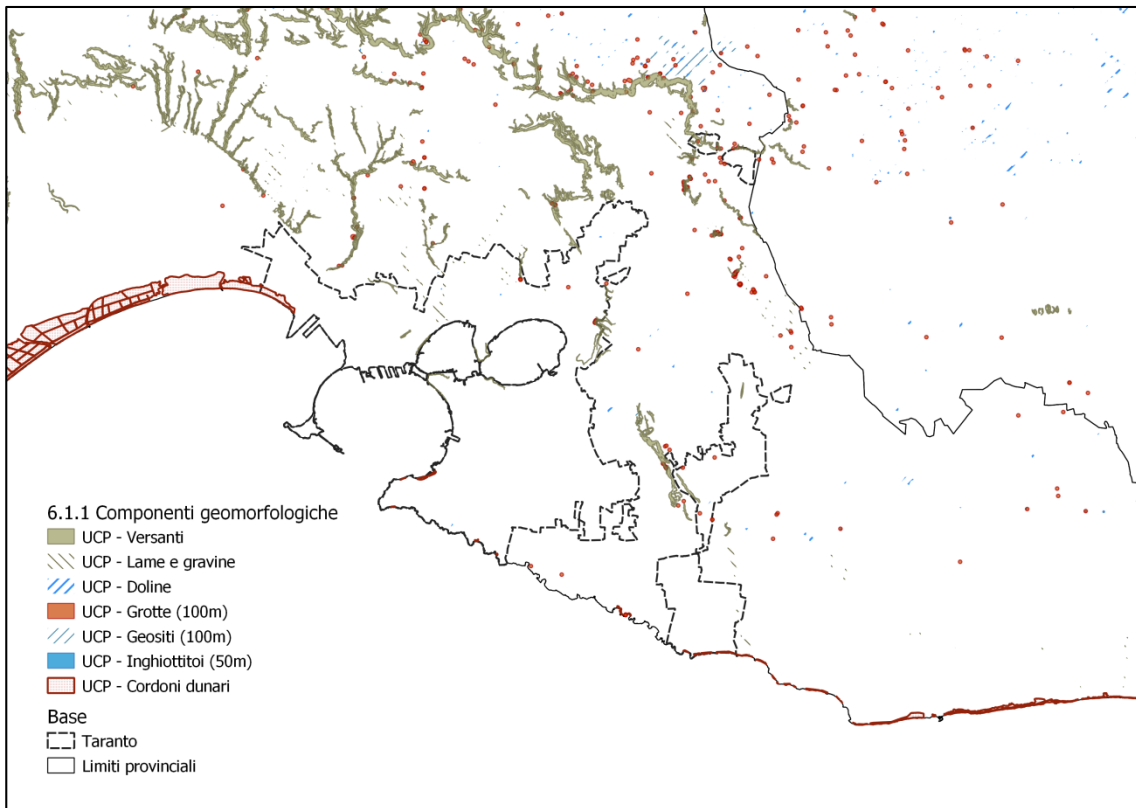 6.1.1 Componenti geomorfologiche
UCP - Versanti
UCP - Lame e gravine
UCP - Doline
UCP - Grotte (100m)
UCP - Geositi (100m)
UCP - Inghiottitoi (50m)
UCP - Cordoni dunari
Base
Taranto
Limiti provinciali